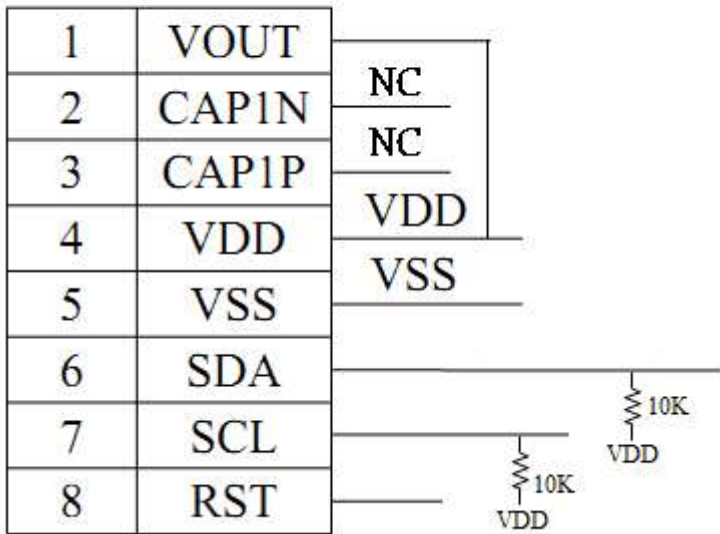 1 VOUT
2 CAP1N NC
3 CAP1P NC
4 VDD VDD
5 VSS VSS
6 SDA
10K
VDD
7 SCL
10K
VDD
8 RST